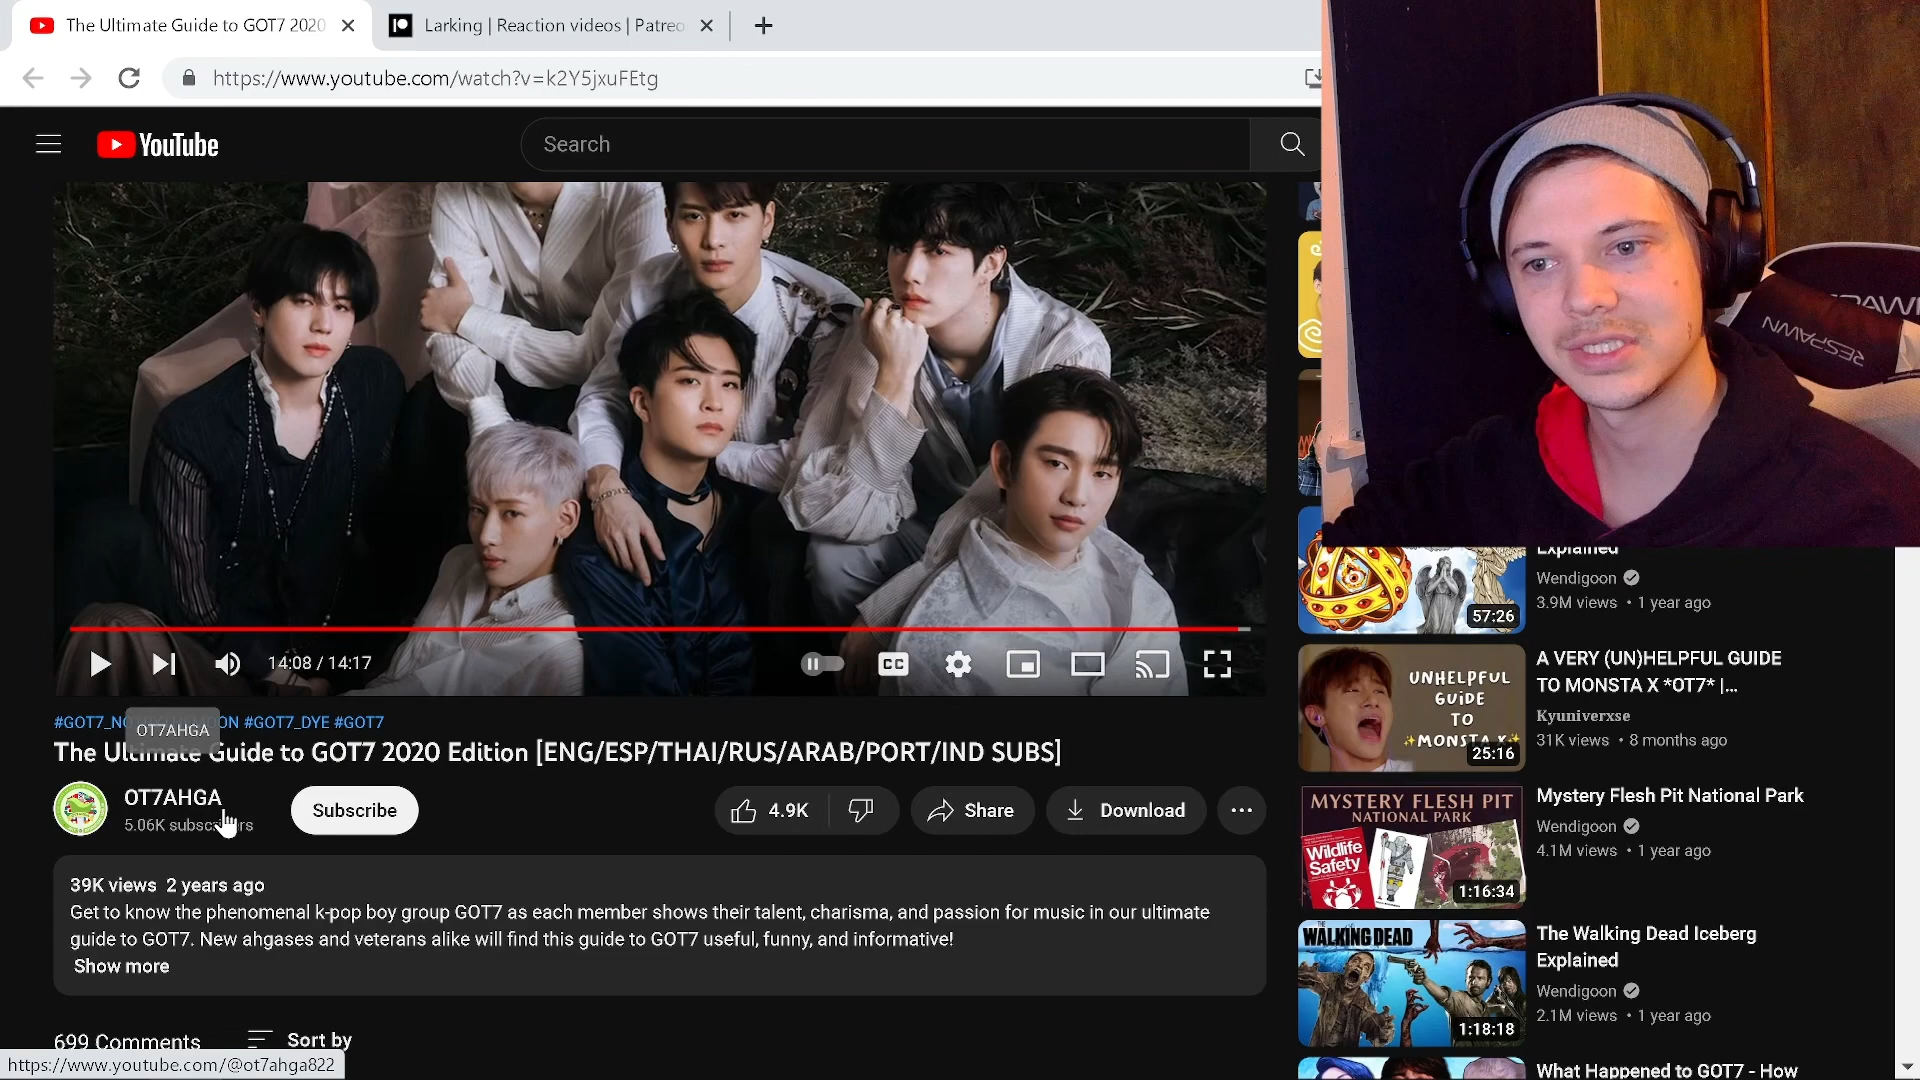 The Ultimate Guide to GOT7 2020
Larking | Reaction videos | Patreo
https://www.youtube.com/watch?v=k2Y5jxuFEtg
YouTube
Search
RESPAWN
14:08 / 14:17
CC
#GOT7_NO ON #GOT7_DYE #GOT7
OT7AHGA
The Ultimate Guide to GOT7 2020 Edition [ENG/ESP/THAI/RUS/ARAB/PORT/IND SUBS]
OT7AHGA
5.06K subscribers
Subscribe
4.9K
Share
Download
39K views 2 years ago
Get to know the phenomenal k-pop boy group GOT7 as each member shows their talent, charisma, and passion for music in our ultimate
guide to GOT7. New ahgases and veterans alike will find this guide to GOT7 useful, funny, and informative!
Show more
699 Comments
Sort by
https://www.youtube.com/@ot7ahga822
57:26
Explained
Wendigoon
3.9M views • 1 year ago
UNHELPFUL
GUIDE
TO
MONSTA X
25:16
A VERY (UN)HELPFUL GUIDE
TO MONSTA X *OT7* |...
Kyuniverxse
31K views • 8 months ago
MYSTERY FLESH PIT
NATIONAL PARK
Wildlife
Safety
1:16:34
Mystery Flesh Pit National Park
Wendigoon
4.1M views • 1 year ago
THE WALKING DEAD
1:18:18
The Walking Dead Iceberg
Explained
Wendigoon
2.1M views • 1 year ago
What Happened to GOT7 - How